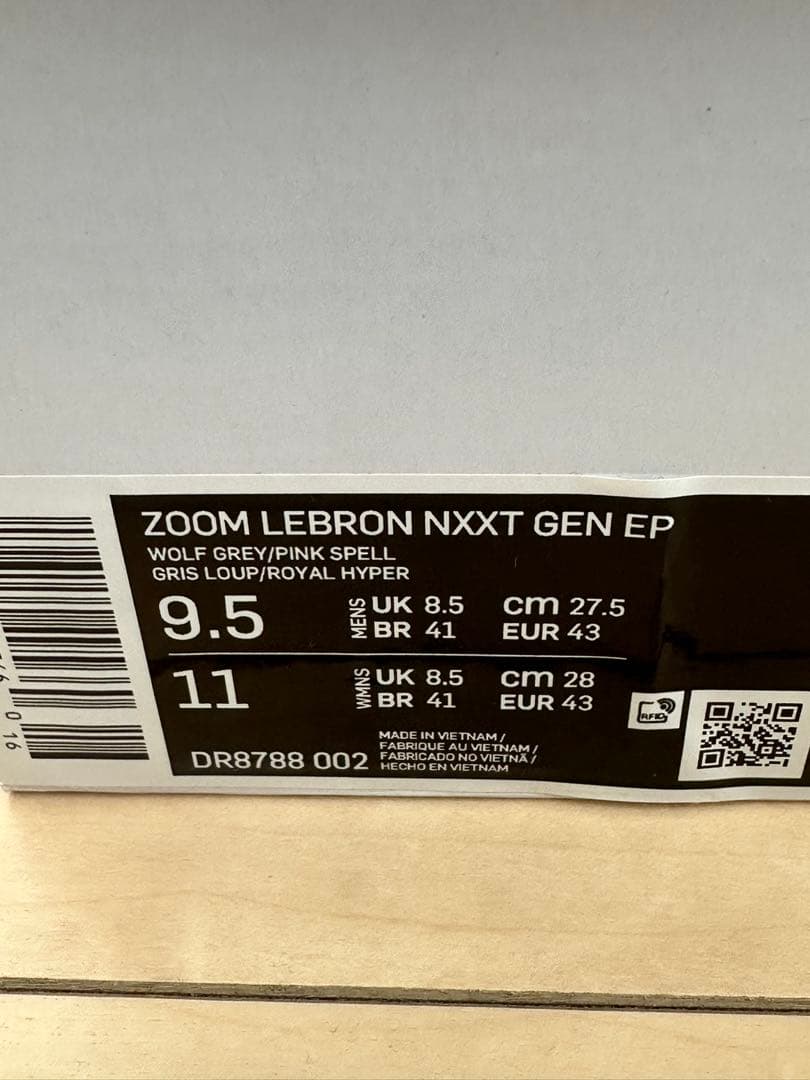 ZOOM LEBRON NXXT GEN EP
WOLF GREY/PINK SPELL
GRIS LOUP/ROYAL HYPER
9.5 MENS UK 8.5 cm 27.5
BR 41 EUR 43
11 WMNS UK 8.5 cm 28
BR 41 EUR 43
RFID
DR8788 002
MADE IN VIETNAM /
FABRIQUE AU VIETNAM /
FABRICADO NO VIETNÃ /
HECHO EN VIETNAM
0 16